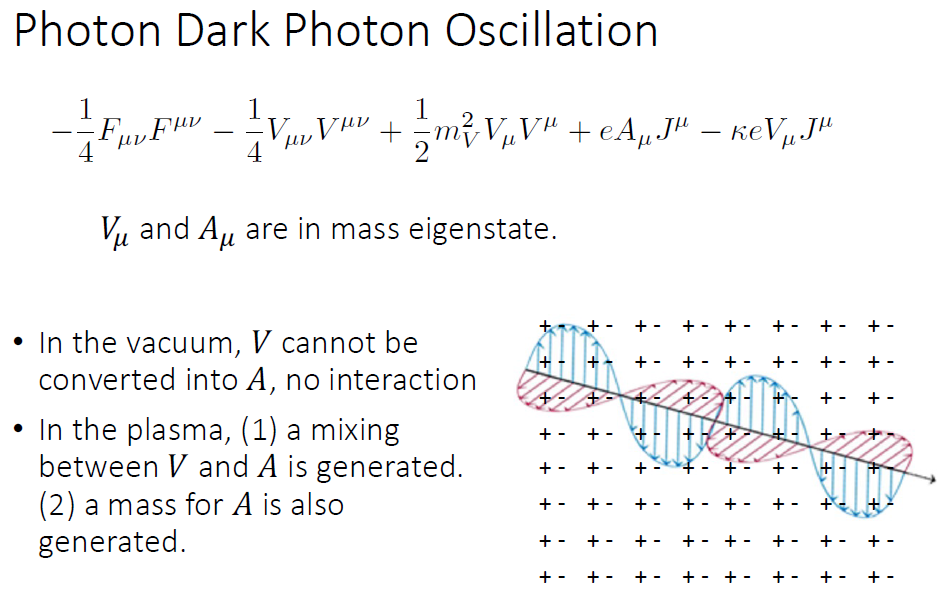 Photon Dark Photon Oscillation
$-\frac{1}{4}F_{\mu\nu}F^{\mu\nu} - \frac{1}{4}V_{\mu\nu}V^{\mu\nu} + \frac{1}{2}m_V^2 V_\mu V^\mu + eA_\mu J^\mu - \kappa e V_\mu J^\mu$
$V_\mu$ and $A_\mu$ are in mass eigenstate.
• In the vacuum, $V$ cannot be
converted into $A$, no interaction
• In the plasma, (1) a mixing
between $V$ and $A$ is generated.
(2) a mass for $A$ is also
generated.
+ - + - + - + - + - + - + - + -
+ - + - + - + - + - + - + - + -
+ - + - + - + - + - + - + - + -
+ - + - + - + - + - + - + - + -
+ - + - + - + - + - + - + - + -
+ - + - + - + - + - + - + - + -
+ - + - + - + - + - + - + - + -
+ - + - + - + - + - + - + - + -